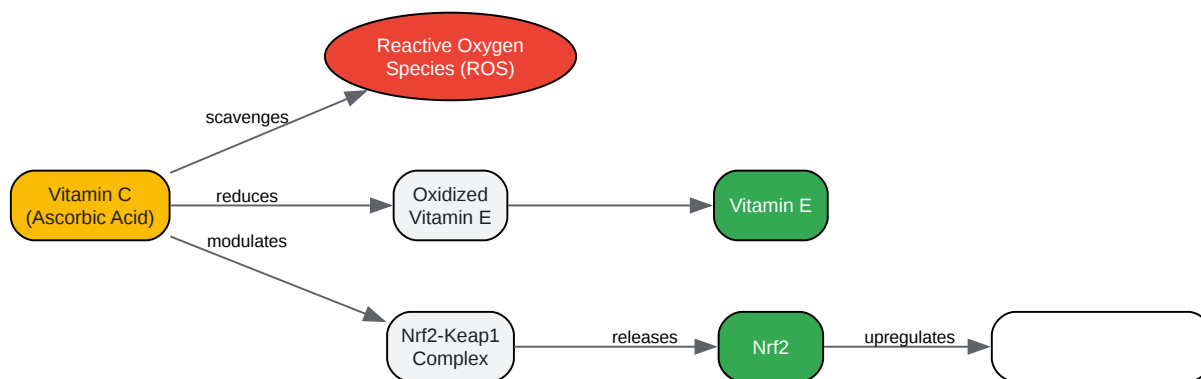 Reactive Oxygen
Species (ROS)
scavenges
Vitamin C
(Ascorbic Acid)
reduces
Oxidized
Vitamin E
Vitamin E
modulates
Nrf2-Keap1
Complex
releases
Nrf2
upregulates